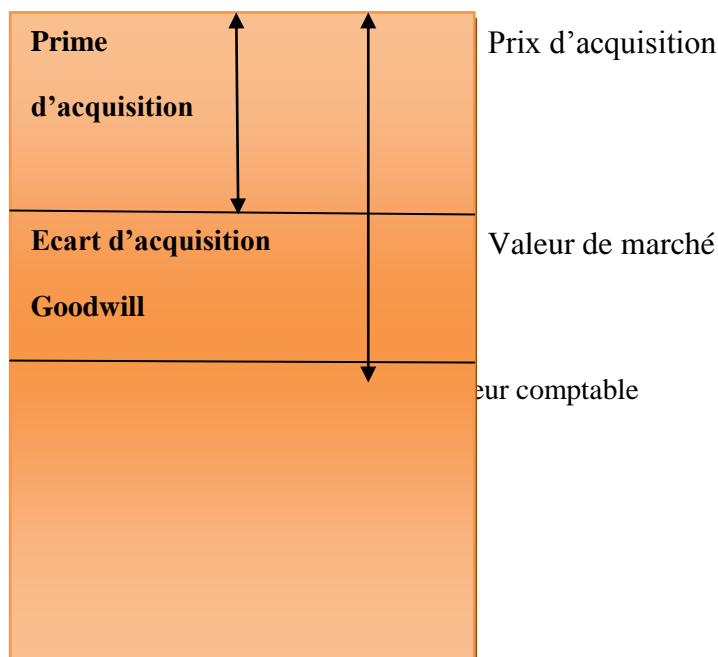 Prime
d’acquisition
Prix d’acquisition
Ecart d’acquisition
Goodwill
Valeur de marché
eur comptable